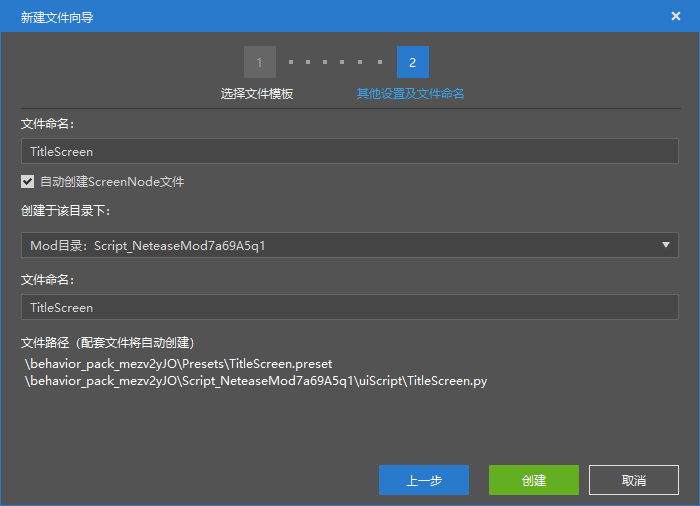 新建文件向导
1
2
选择文件模板
其他设置及文件命名
文件命名:
TitleScreen
自动创建ScreenNode文件
创建于该目录下:
Mod目录: Script_NeteaseMod7a69A5q1
文件命名:
TitleScreen
文件路径（配套文件将自动创建）
\behavior_pack_mezv2yJO\Presets\TitleScreen.preset
\behavior_pack_mezv2yJO\Script_NeteaseMod7a69A5q1\uiScript\TitleScreen.py
上一步
创建
取消